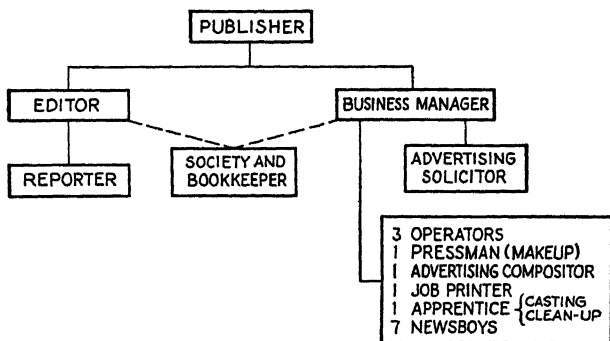 PUBLISHER
EDITOR
BUSINESS MANAGER
REPORTER
SOCIETY AND
BOOKKEEPER
ADVERTISING
SOLICITOR
3 OPERATORS
1 PRESSMAN (MAKEUP)
1 ADVERTISING COMPOSITOR
1 JOB PRINTER
1 APPRENTICE {CASTING
CLEAN-UP
7 NEWSBOYS